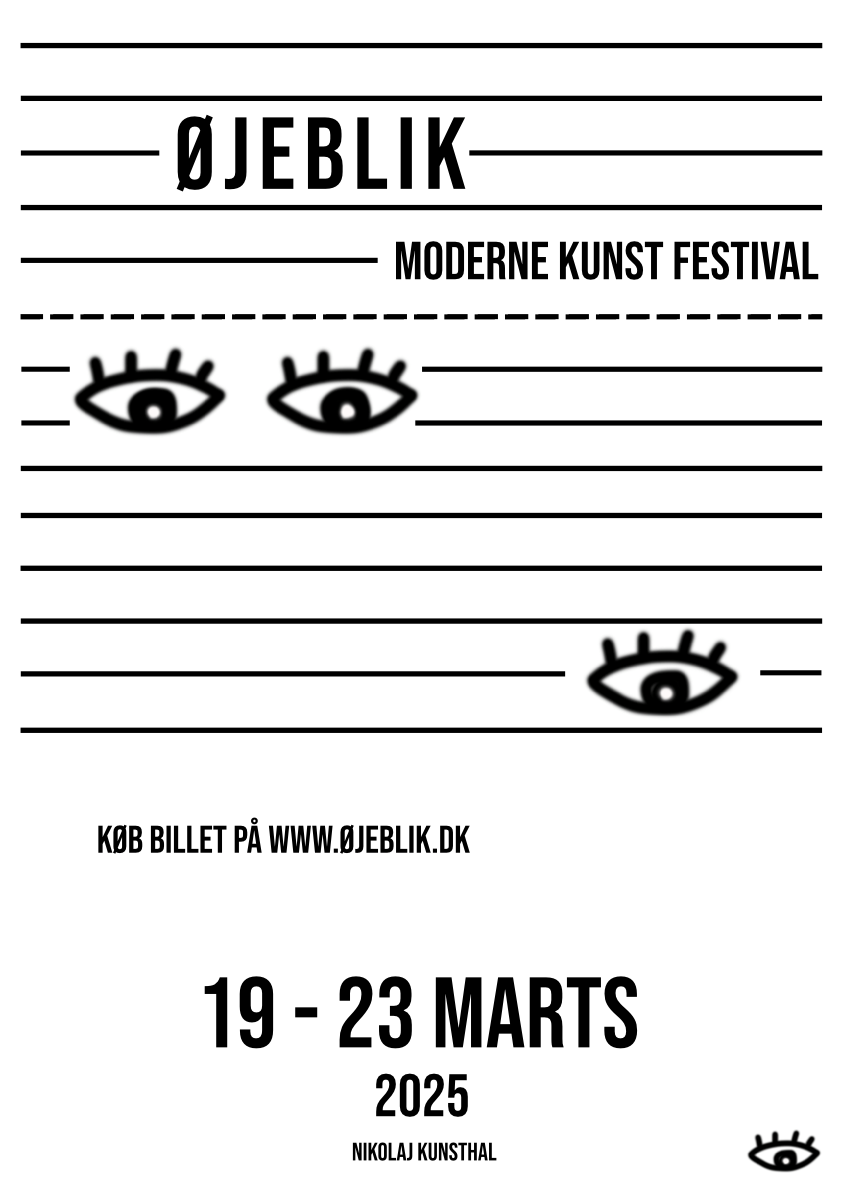 ØJEBLIK
MODERNE KUNST FESTIVAL
KØB BILLET PÅ WWW.ØJEBLIK.DK
19 - 23 MARTS
2025
NIKOLAJ KUNSTHAL